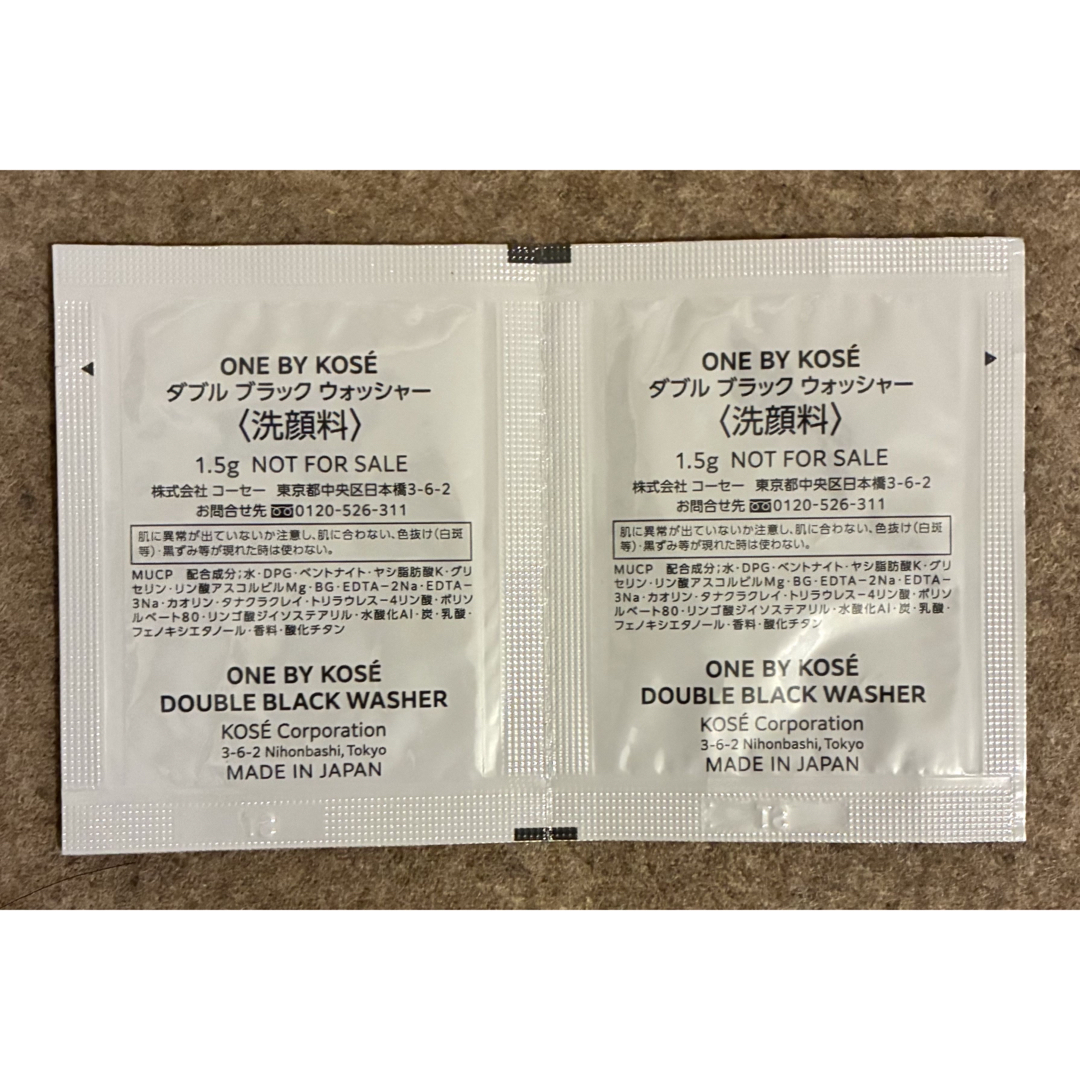 ONE BY KOSÉ
ダブル ブラック ウォッシャー
〈洗顔料〉
1.5g NOT FOR SALE
株式会社 コーセー 東京都中央区日本橋3-6-2
お問合せ先 0120-526-311
肌に異常が出ていないか注意し、肌に合わない、色抜け(白斑
等)・黒ずみ等が現れた時は使わない。
MUCP 配合成分;水・DPG・ベントナイト・ヤシ脂肪酸K・グリ
セリン・リン酸アスコルビルMg・BG・EDTA−2Na・EDTA−
3Na・カオリン・タナクラクレイ・トリラウレス−4リン酸・ポリソ
ルベート80・リンゴ酸ジイソステアリル・水酸化Al・炭・乳酸・
フェノキシエタノール・香料・酸化チタン
ONE BY KOSÉ
DOUBLE BLACK WASHER
KOSÉ Corporation
3-6-2 Nihonbashi, Tokyo
MADE IN JAPAN
ONE BY KOSÉ
ダブル ブラック ウォッシャー
〈洗顔料〉
1.5g NOT FOR SALE
株式会社 コーセー 東京都中央区日本橋3-6-2
お問合せ先 0120-526-311
肌に異常が出ていないか注意し、肌に合わない、色抜け(白斑
等)・黒ずみ等が現れた時は使わない。
MUCP 配合成分;水・DPG・ベントナイト・ヤシ脂肪酸K・グリ
セリン・リン酸アスコルビルMg・BG・EDTA−2Na・EDTA−
3Na・カオリン・タナクラクレイ・トリラウレス−4リン酸・ポリソ
ルベート80・リンゴ酸ジイソステアリル・水酸化Al・炭・乳酸・
フェノキシエタノール・香料・酸化チタン
ONE BY KOSÉ
DOUBLE BLACK WASHER
KOSÉ Corporation
3-6-2 Nihonbashi, Tokyo
MADE IN JAPAN